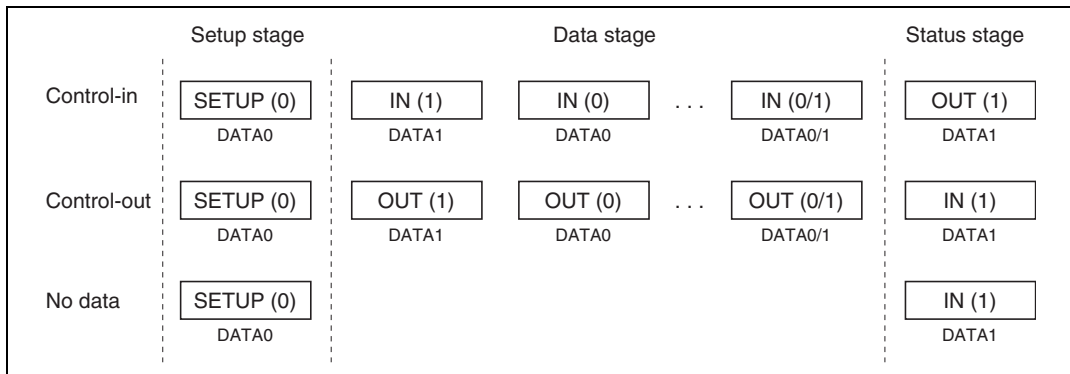 Setup stage Data stage Status stage
Control-in SETUP (0) IN (1) IN (0) . . . IN (0/1) OUT (1)
DATA0 DATA1 DATA0 DATA0/1 DATA1
Control-out SETUP (0) OUT (1) OUT (0) . . . OUT (0/1) IN (1)
DATA0 DATA1 DATA0 DATA0/1 DATA1
No data SETUP (0) IN (1)
DATA0 DATA1